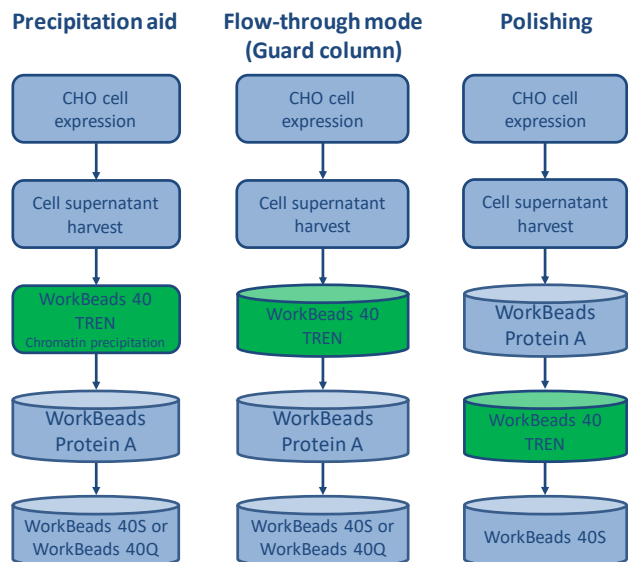 Precipitation aid
CHO cell
expression
Cell supernatant
harvest
WorkBeads 40
TREN
Chromatin precipitation
WorkBeads
Protein A
WorkBeads 40S or
WorkBeads 40Q
Flow-through mode
(Guard column)
CHO cell
expression
Cell supernatant
harvest
WorkBeads 40
TREN
WorkBeads
Protein A
WorkBeads 40S or
WorkBeads 40Q
Polishing
CHO cell
expression
Cell supernatant
harvest
WorkBeads
Protein A
WorkBeads 40
TREN
WorkBeads 40S